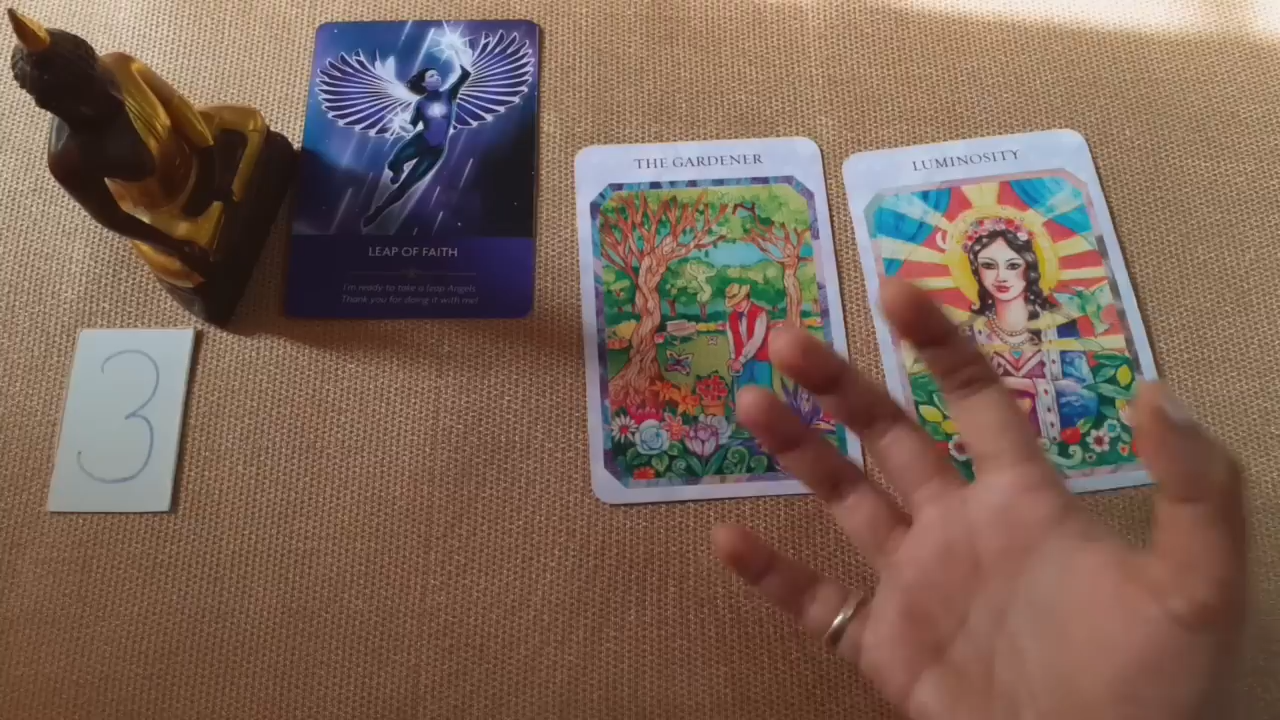 LEAP OF FAITH
I'm ready to take a leap Angels
Thank you for doing it with me!
THE GARDENER
LUMINOSITY
3